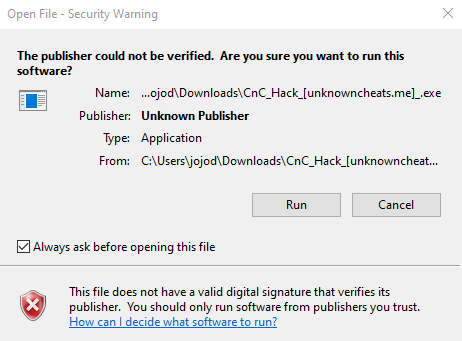 Open File - Security Warning
The publisher could not be verified. Are you sure you want to run this
software?
Name: ...ojod\Downloads\CnC_Hack_[unknowncheats.me]_.exe
Publisher: Unknown Publisher
Type: Application
From: C:\Users\jojod\Downloads\CnC_Hack_[unknowncheat...
Run Cancel
Always ask before opening this file
This file does not have a valid digital signature that verifies its
publisher. You should only run software from publishers you trust.
How can I decide what software to run?